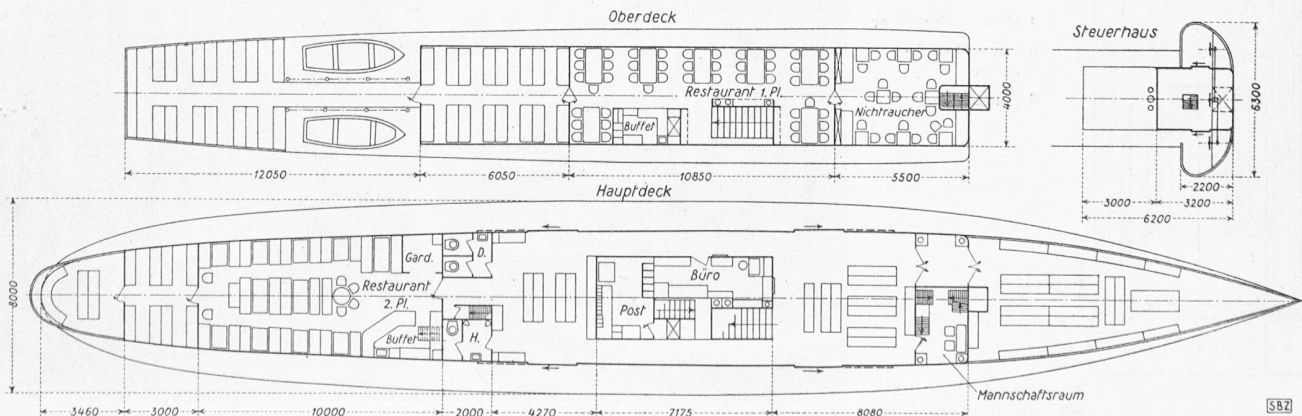 Oberdeck
Steuerhaus
Restaurant 1. Pl.
Buffet
Nichtraucher
4000
6300
12050
6050
10850
5500
2200
3000
3200
6200
Hauptdeck
8000
Gard.
D.
Restaurant
2. Pl.
Büro
Post
Buffet
H.
Mannschaftsraum
3460
3000
10000
2000
4270
7175
8080
SBZ